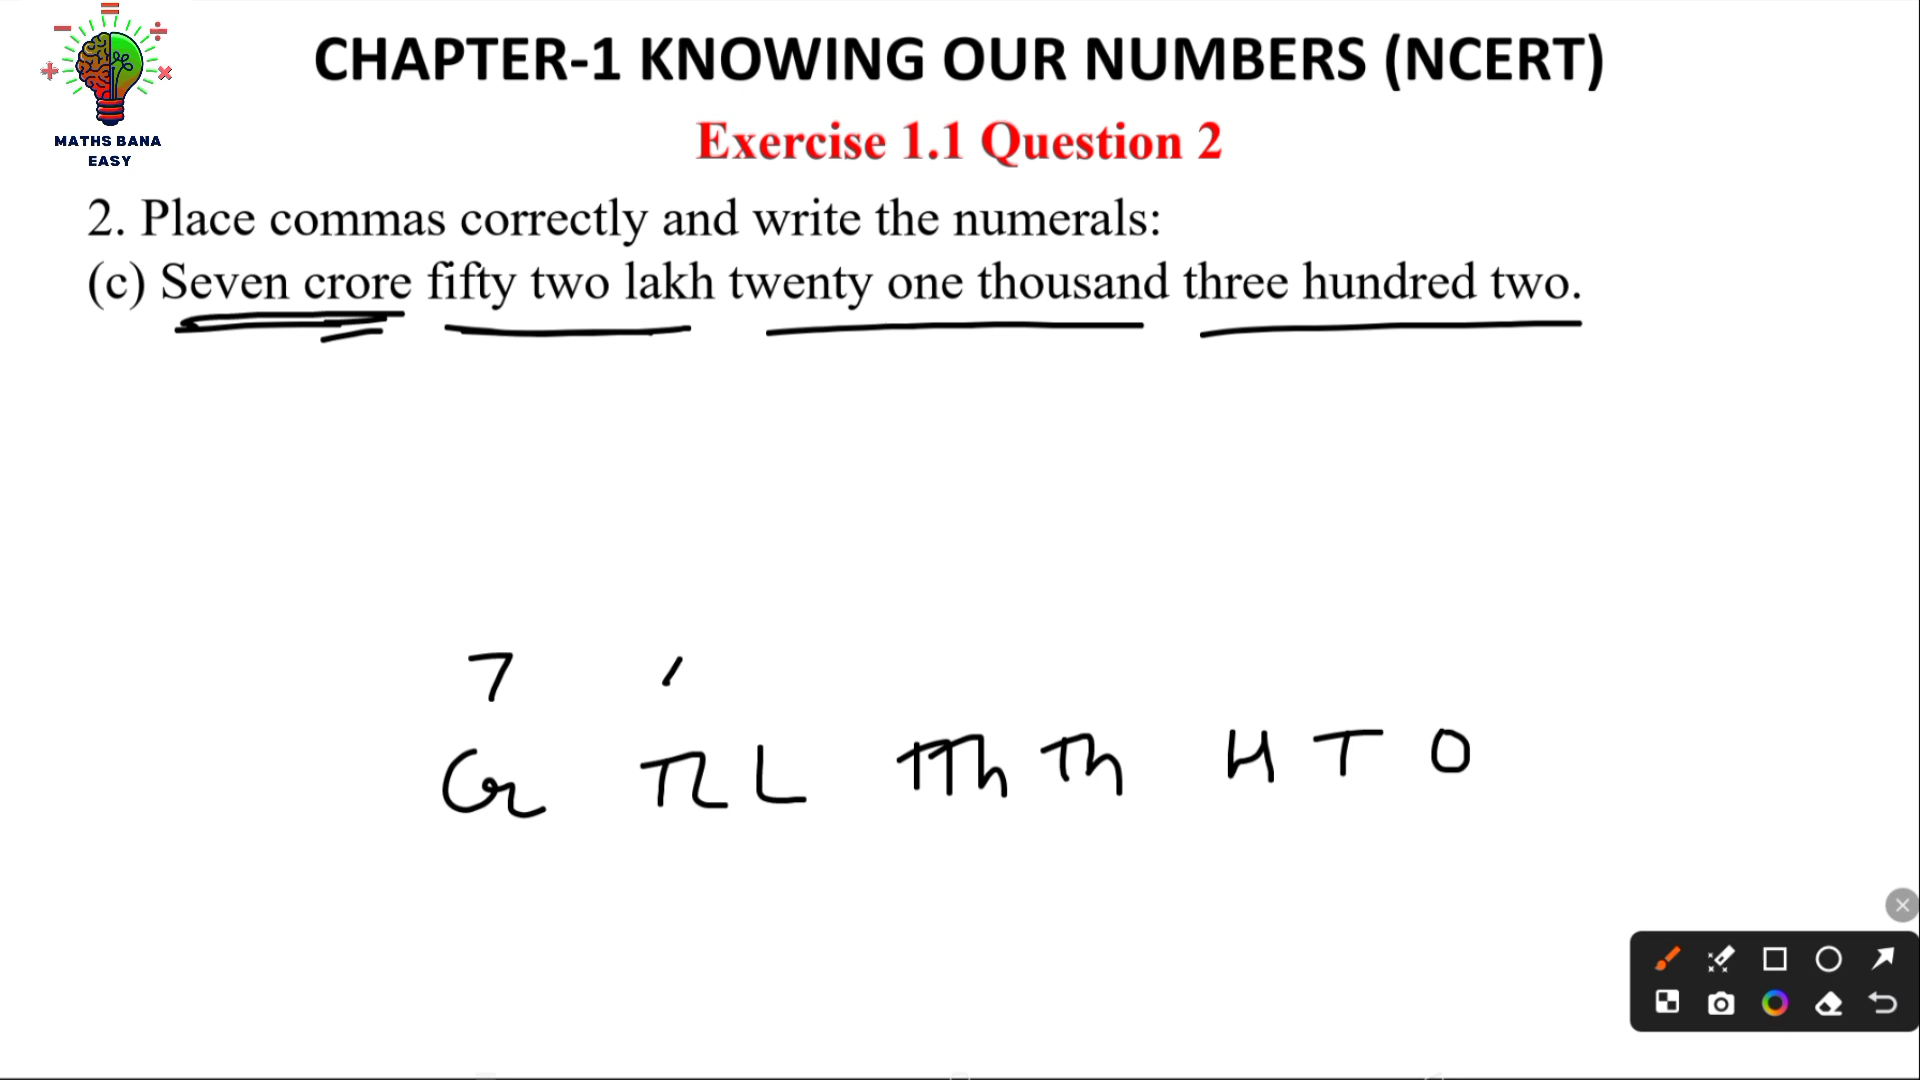 MATHS BANA
EASY
CHAPTER-1 KNOWING OUR NUMBERS (NCERT)
Exercise 1.1 Question 2
2. Place commas correctly and write the numerals:
(c) Seven crore fifty two lakh twenty one thousand three hundred two.
7
Cr TL L TTh Th H T O